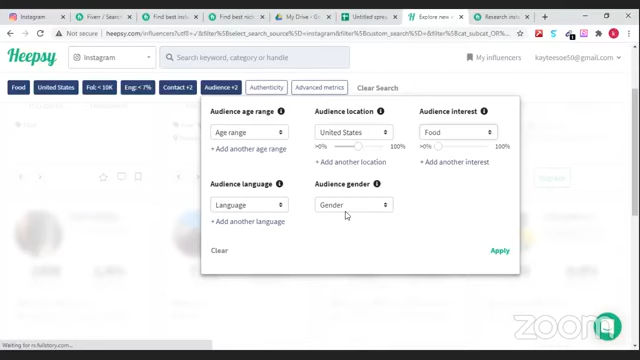 Instagram
Fiverr / Search
Find best inclu
Find best nich
My Drive - G
Untitled spre
Explore new
Research inst
Not secure
heepsy.com/influencers?utf8=✓&filter%5Bselect_search_source%5D=instagram&filter%5Bcustom_search%5D=&filter%5Bcat_subcat_OR%
Heepsy
Instagram
Search keyword, category or handle
My influencers
kayteesoe50@gmail.com
Food
United States
Fol: < 10K
Eng: < 7%
Contact +2
Audience +2
Authenticity
Advanced metrics
Clear Search
Audience age range
Audience location
Audience interest
Age range
United States
Food
>0%
100%
>0%
100%
+ Add another age range
+ Add another location
+ Add another interest
Audience language
Audience gender
Language
Gender
+ Add another language
Clear
Apply
zoom
Waiting for rs.fullstory.com...